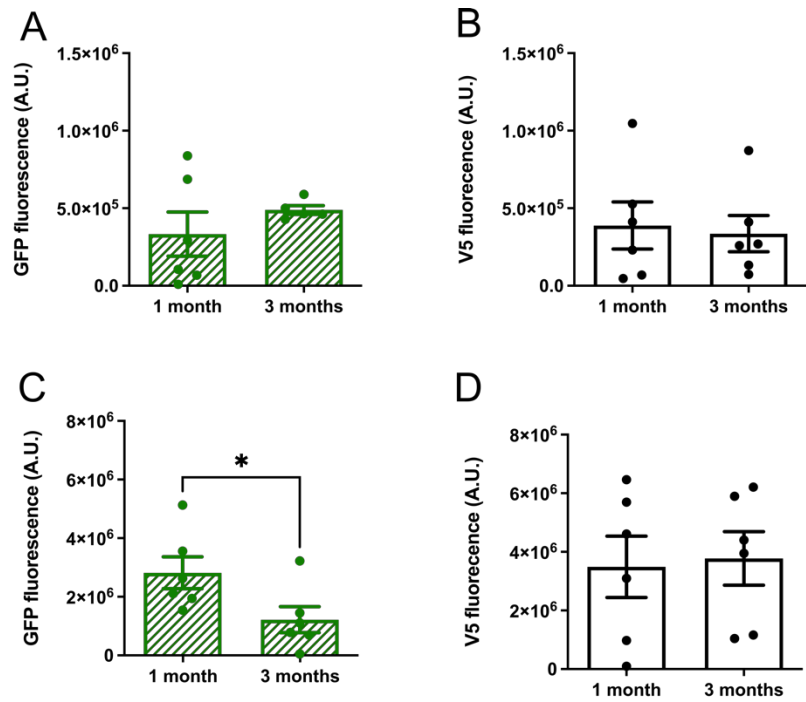 A
GFP fluorescence (A.U.)
1.5×10⁶
1.0×10⁶
5.0×10⁵
0.0
1 month
3 months
B
V5 fluorecence (A.U.)
1.5×10⁶
1.0×10⁶
5.0×10⁵
0.0
1 month
3 months
C
GFP fluorescence (A.U.)
8×10⁶
6×10⁶
4×10⁶
2×10⁶
0
*
1 month
3 months
D
V5 fluorecence (A.U.)
8×10⁶
6×10⁶
4×10⁶
2×10⁶
0
1 month
3 months